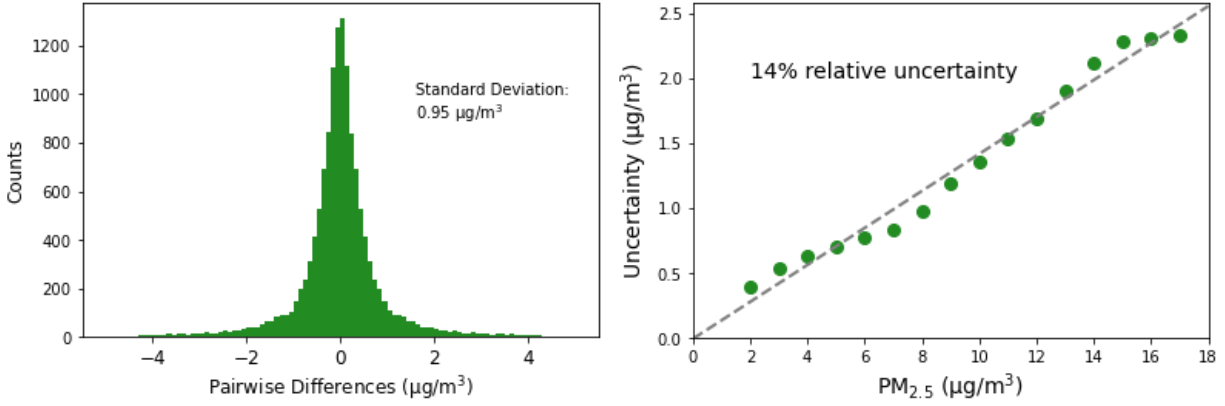 1200
1000
800
600
400
200
0
Counts
Standard Deviation:
0.95 μg/m³
−4 −2 0 2 4
Pairwise Differences (μg/m³)
2.5
2.0
1.5
1.0
0.5
0.0
Uncertainty (μg/m³)
14% relative uncertainty
0 2 4 6 8 10 12 14 16 18
PM₂.₅ (μg/m³)